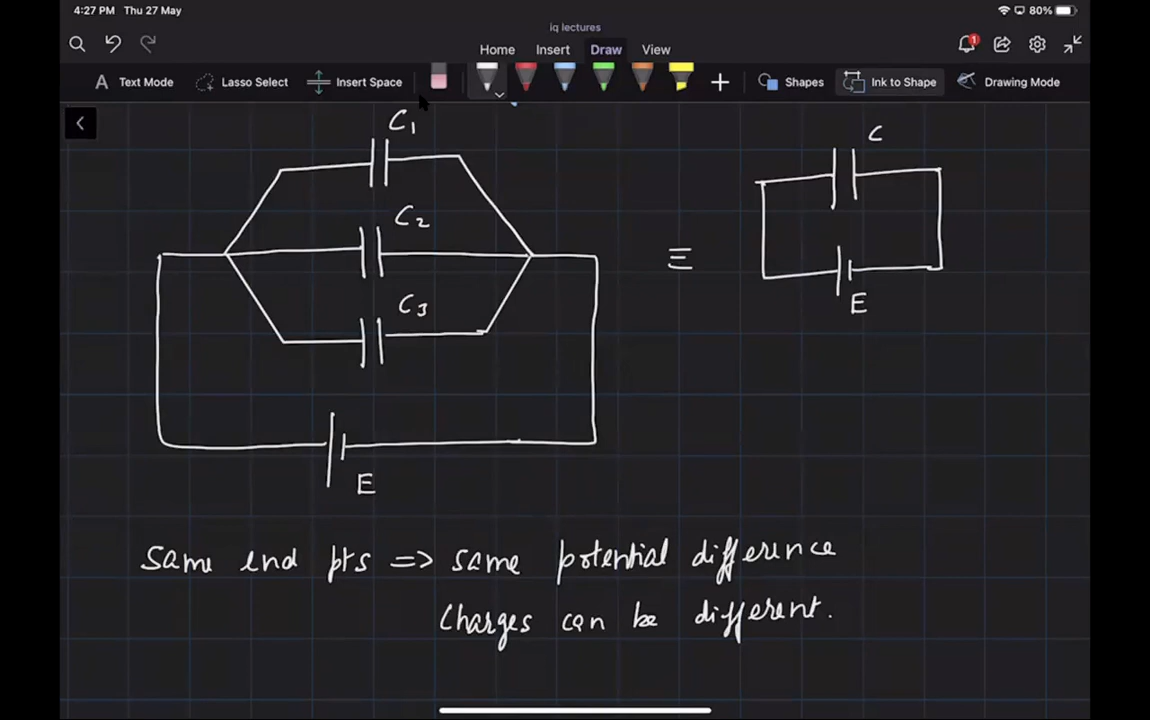 4:27 PM Thu 27 May
80%
iq lectures
Home Insert Draw View
1
Text Mode Lasso Select Insert Space Shapes Ink to Shape Drawing Mode
C₁
C
C₂
≡
C₃
E
E
Same end pts => same potential difference
Charges can be different.